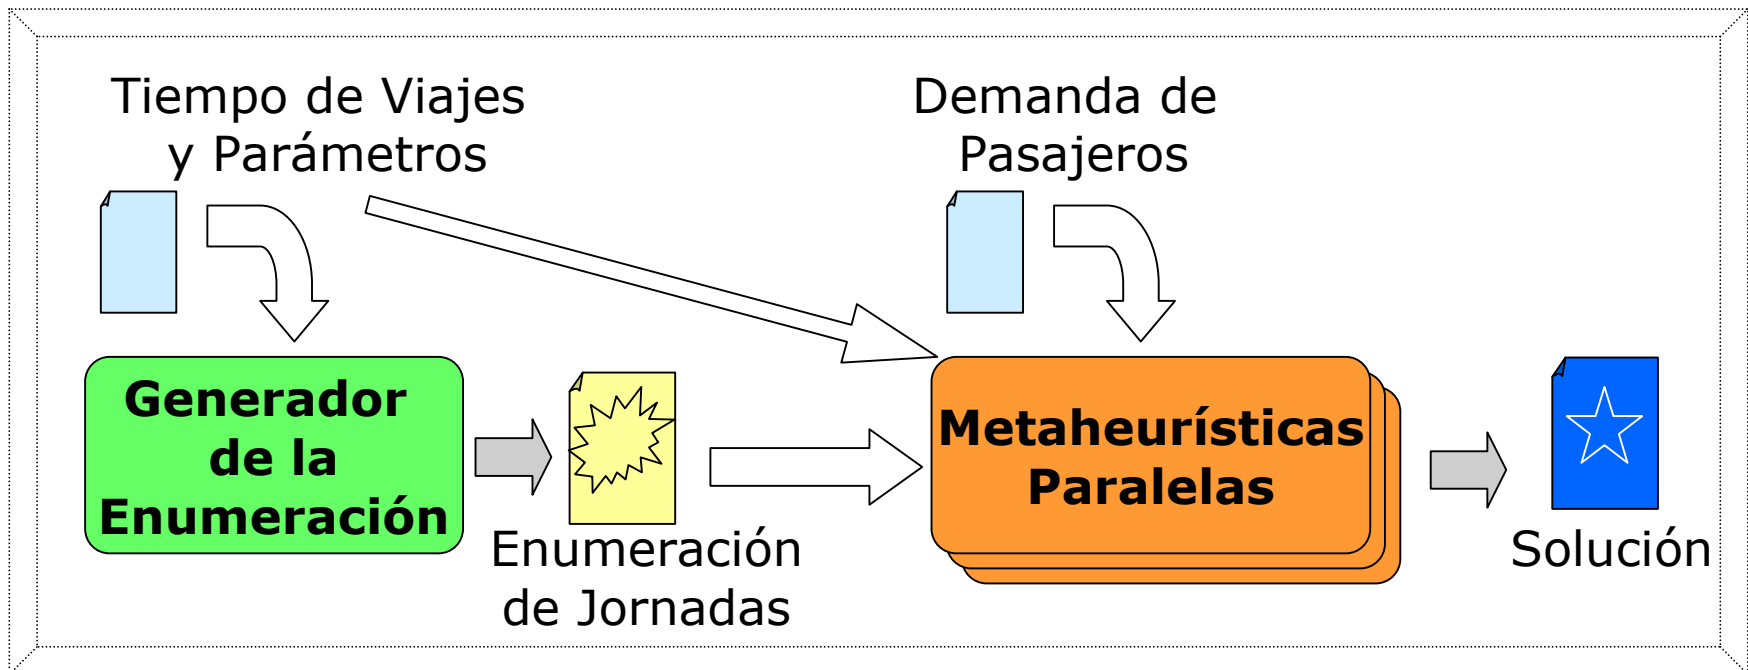 Tiempo de Viajes
y Parámetros
Demanda de
Pasajeros
Generador
de la
Enumeración
Enumeración
de Jornadas
Metaheurísticas
Paralelas
Solución